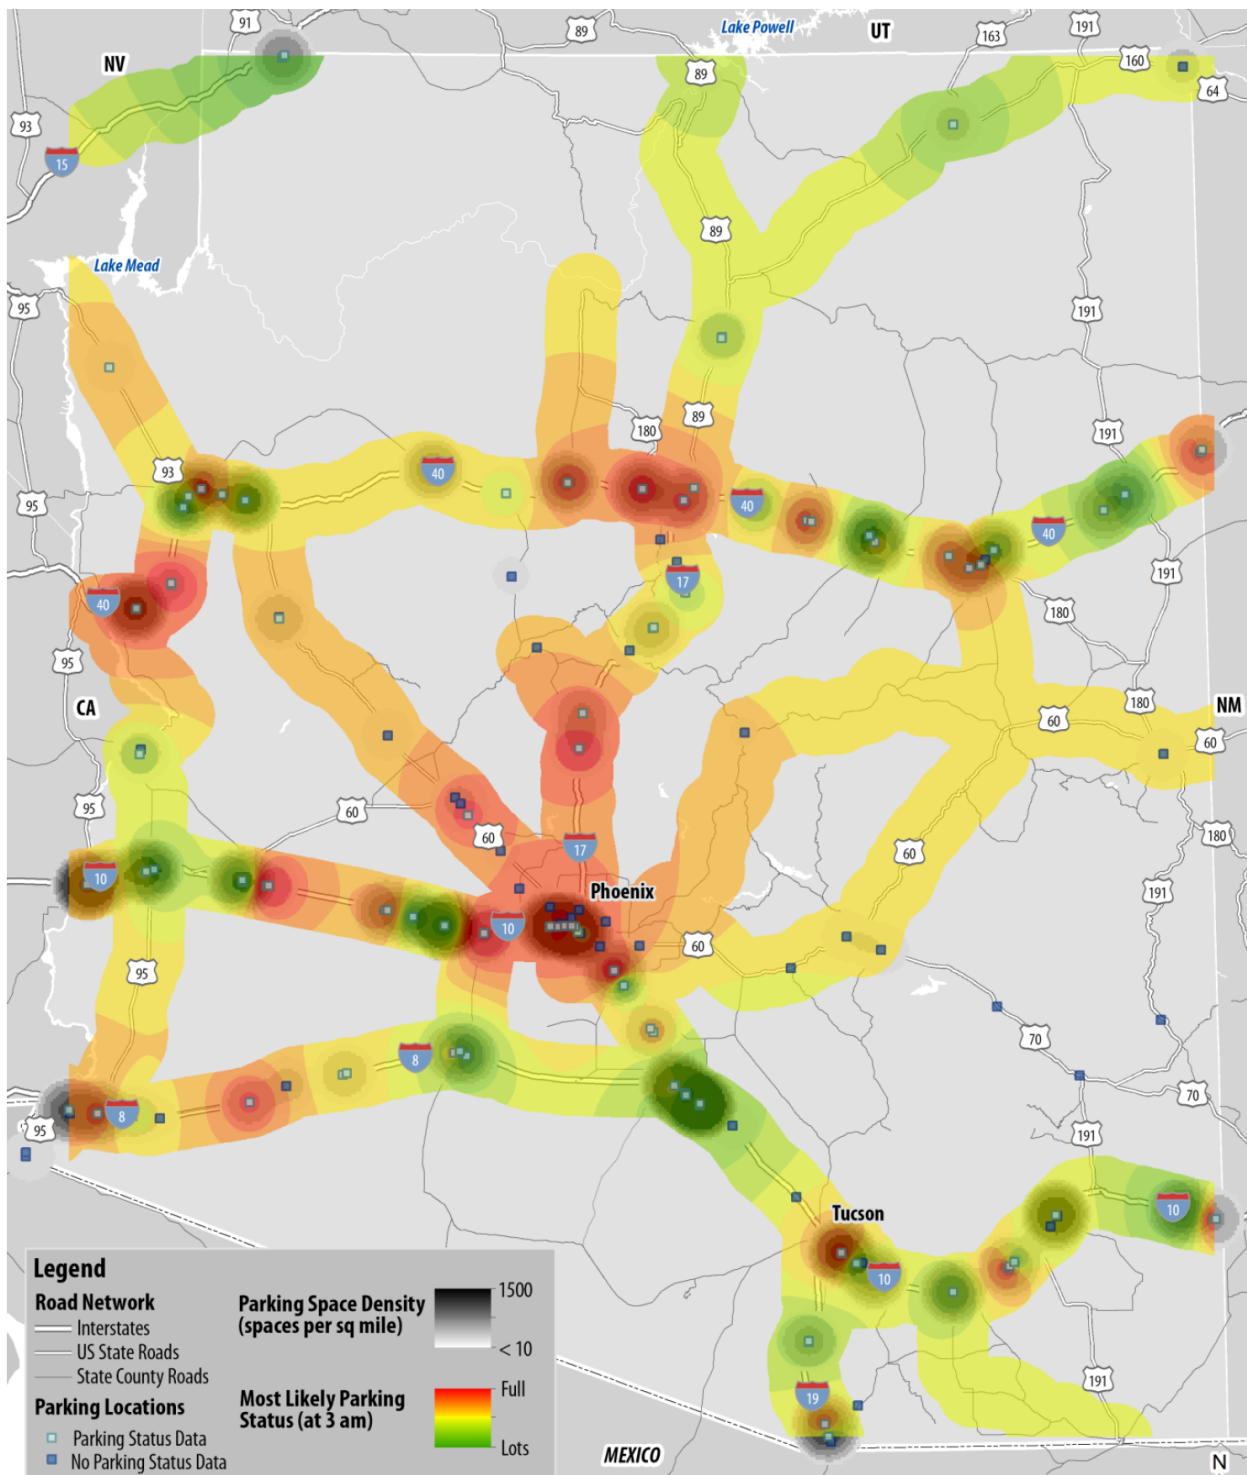 91
89
Lake Powell
UT
163
191
NV
89
160
64
93
15
89
Lake Mead
95
191
89
180
191
93
40
95
40
40
17
191
40
180
95
CA
180
NM
60
60
95
60
60
17
180
60
10
Phoenix
191
10
60
95
70
8
8
95
70
191
10
Tucson
10
191
19
MEXICO
N
Legend
Road Network
Interstates
US State Roads
State County Roads
Parking Locations
Parking Status Data
No Parking Status Data
Parking Space Density
(spaces per sq mile)
1500
< 10
Most Likely Parking
Status (at 3 am)
Full
Lots